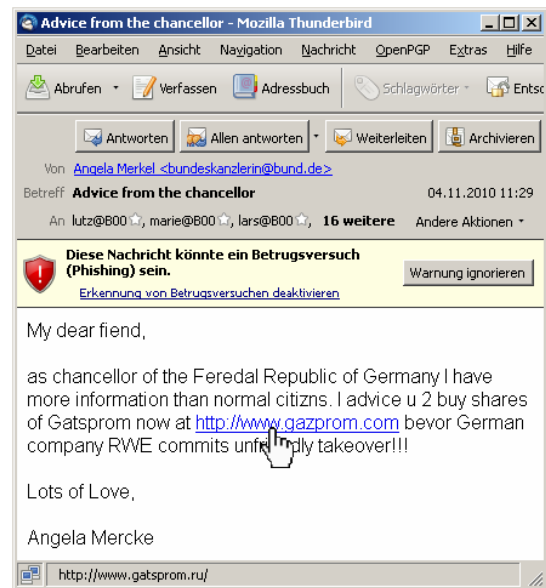 Advice from the chancellor - Mozilla Thunderbird
Datei Bearbeiten Ansicht Navigation Nachricht OpenPGP Extras Hilfe
Abrufen Verfassen Adressbuch Schlagwörter Entsc
Antworten Allen antworten Weiterleiten Archivieren
Von Angela Merkel <bundeskanzlerin@bund.de>
Betreff Advice from the chancellor 04.11.2010 11:29
An lutz@B00, marie@B00, lars@B00, 16 weitere Andere Aktionen
Diese Nachricht könnte ein Betrugsversuch
(Phishing) sein.
Warnung ignorieren
Erkennung von Betrugsversuchen deaktivieren
My dear fiend,
as chancellor of the Feredal Republic of Germany I have
more information than normal citizns. I advice u 2 buy shares
of Gatsprom now at http://www.gazprom.com bevor German
company RWE commits unfriendly takeover!!!
Lots of Love,
Angela Mercke
http://www.gatsprom.ru/